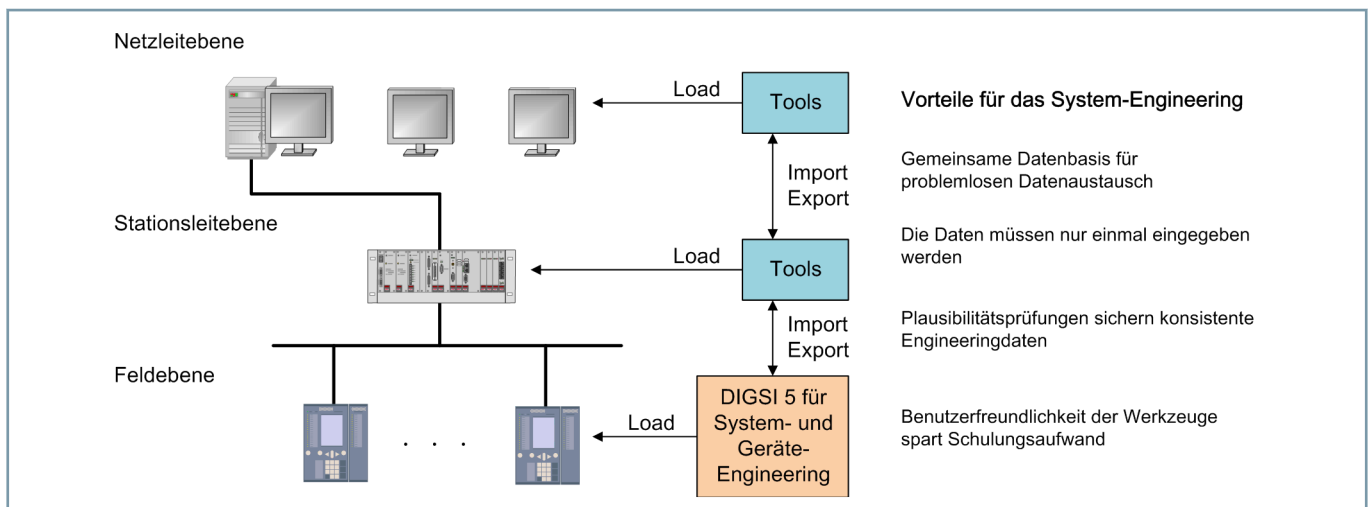 Netzleitebene
Load
Tools
Vorteile für das System-Engineering
Import
Export
Gemeinsame Datenbasis für
problemlosen Datenaustausch
Stationsleitebene
Load
Tools
Die Daten müssen nur einmal eingegeben
werden
Import
Export
Plausibilitätsprüfungen sichern konsistente
Engineeringdaten
Feldebene
. . .
Load
DIGSI 5 für
System- und
Geräte-
Engineering
Benutzerfreundlichkeit der Werkzeuge
spart Schulungsaufwand